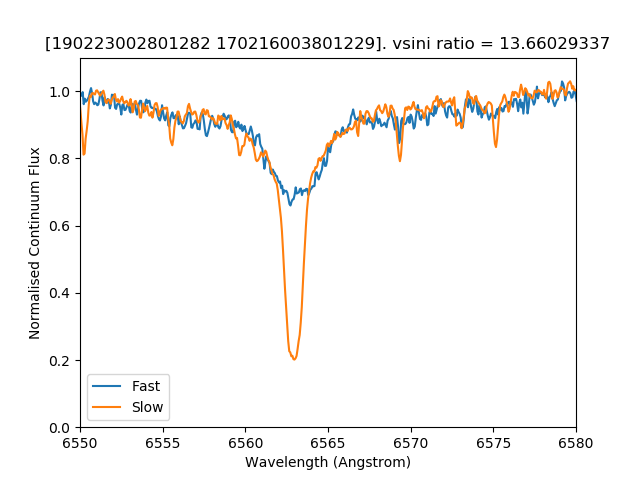 [190223002801282 170216003801229]. vsini ratio = 13.66029337
1.0
0.8
0.6
0.4
0.2
0.0
Normalised Continuum Flux
Fast
Slow
6550 6555 6560 6565 6570 6575 6580
Wavelength (Angstrom)